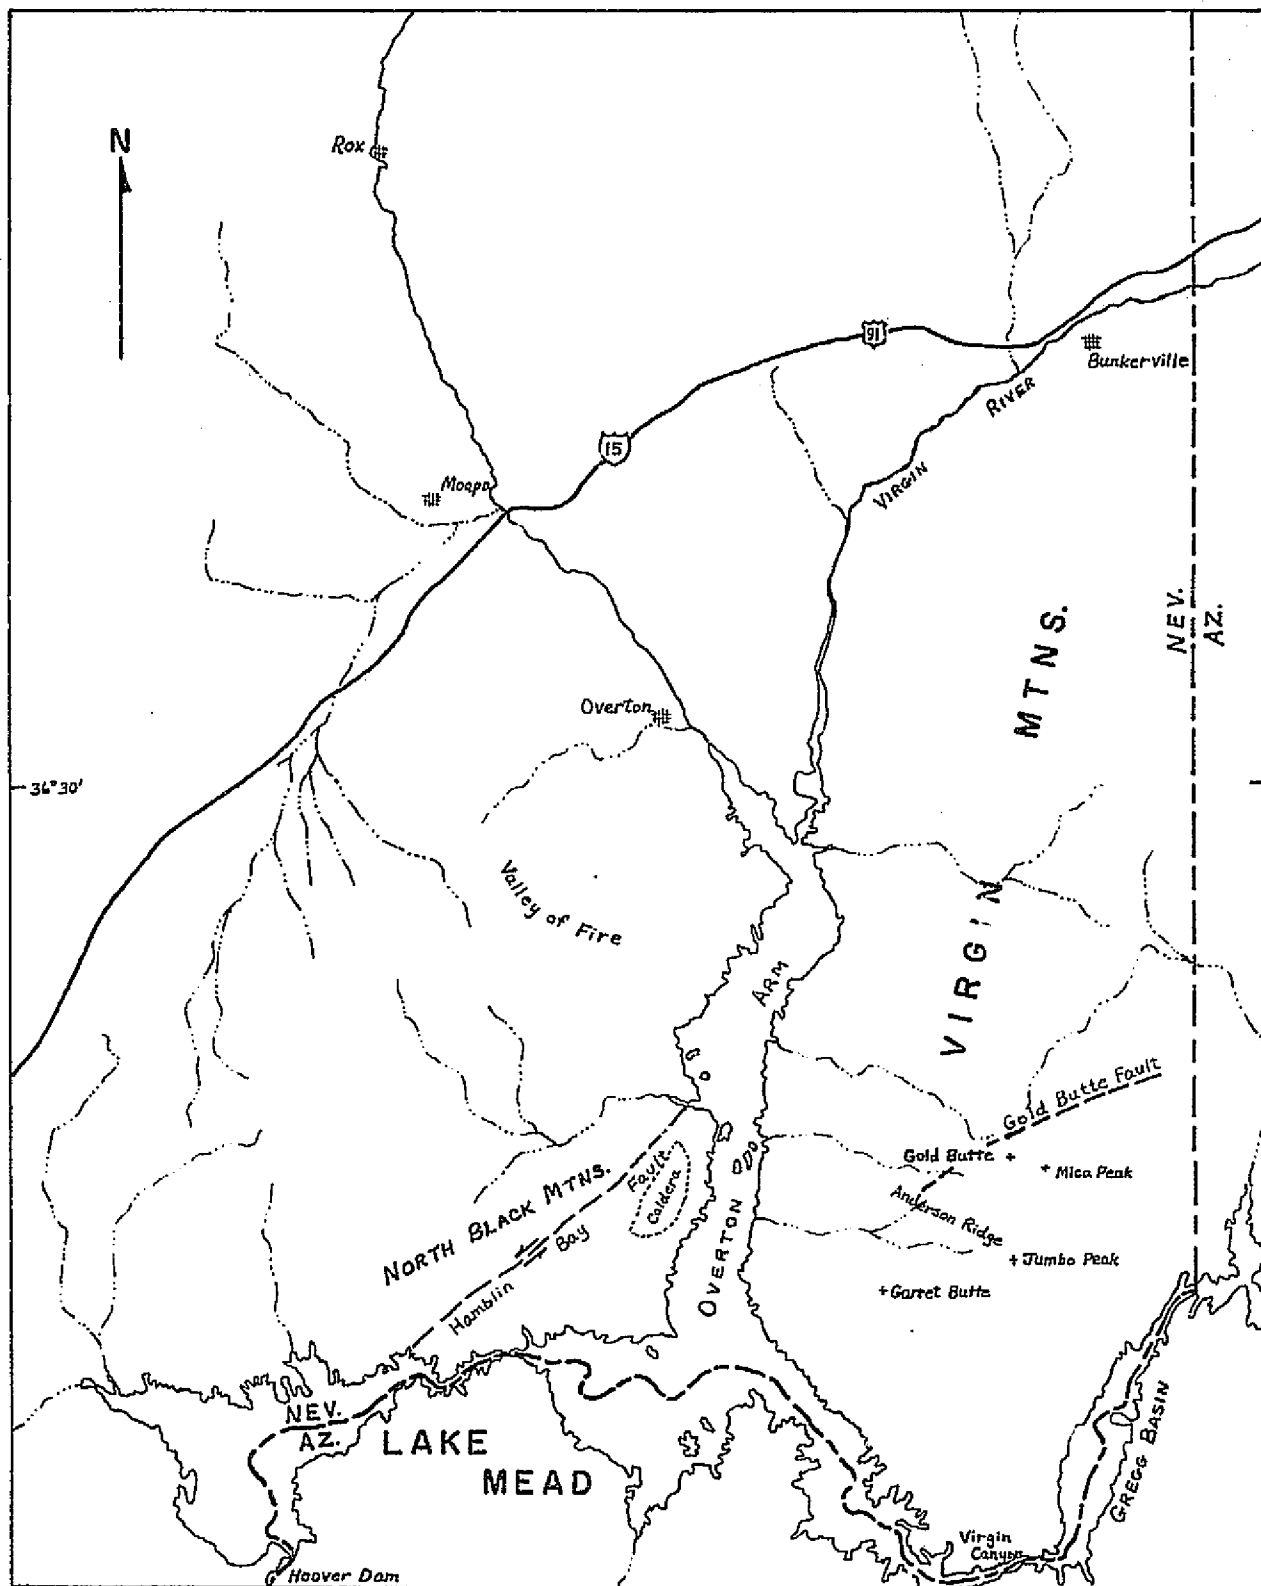 N
Rox
91
Bunkerville
RIVER
VIRGIN
15
Moapa
NEV.
AZ.
MTNS.
Overton
36°30'
Valley of Fire
VIRGIN
ARM
Gold Butte Fault
Gold Butte
Mica Peak
Anderson Ridge
Jumbo Peak
Garret Butte
NORTH BLACK MTNS.
Fault
Caldera
Hamblin Bay
OVERTON
NEV.
AZ.
LAKE
MEAD
GREGG BASIN
Virgin
Canyon
Hoover Dam